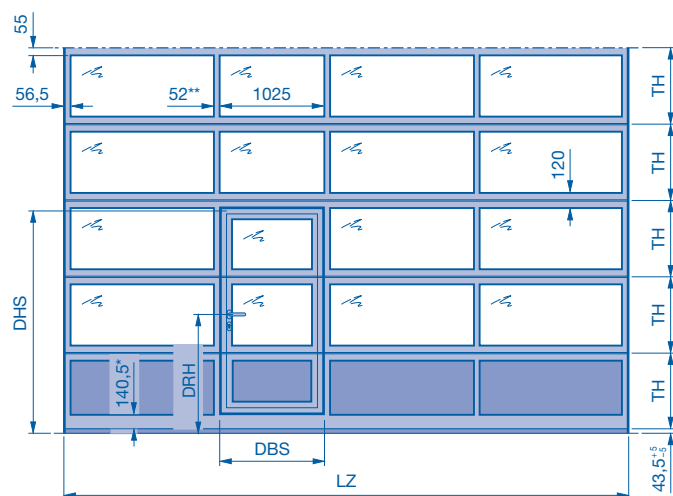 55
56,5
52**
1025
TH
TH
120
TH
DHS
TH
DRH
140,5*
TH
DBS
LZ
43,5 +5 -5